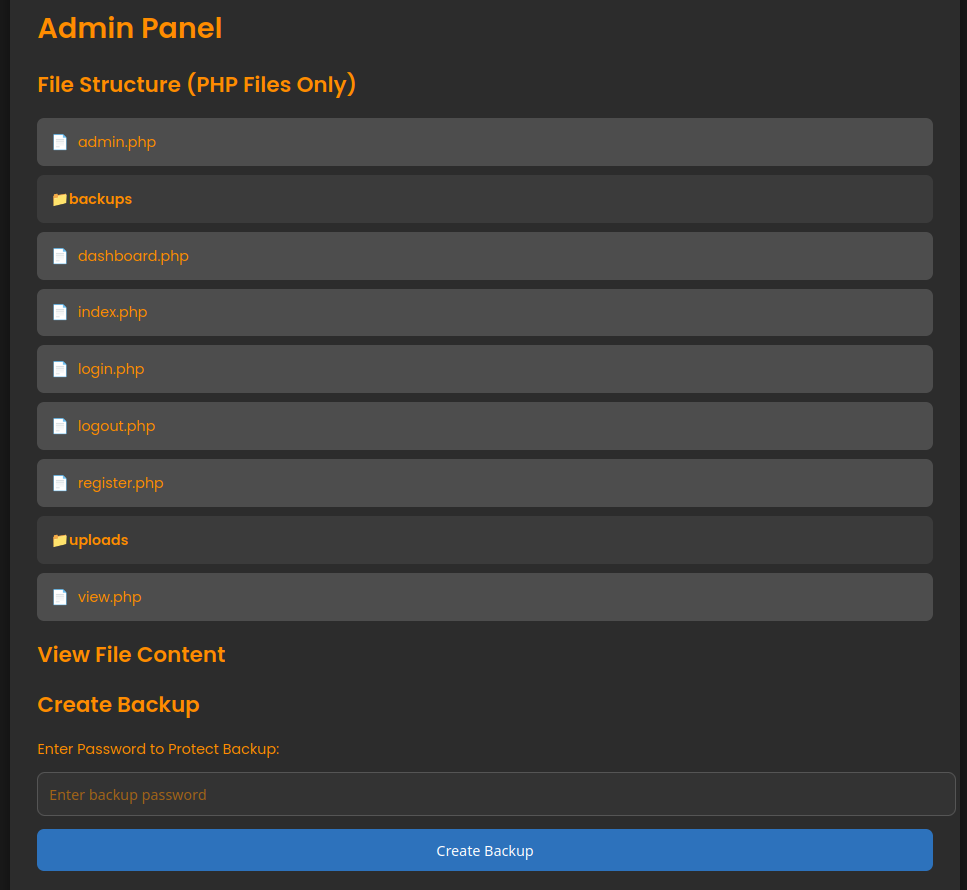 Admin Panel
File Structure (PHP Files Only)
admin.php
backups
dashboard.php
index.php
login.php
logout.php
register.php
uploads
view.php
View File Content
Create Backup
Enter Password to Protect Backup:
Enter backup password
Create Backup